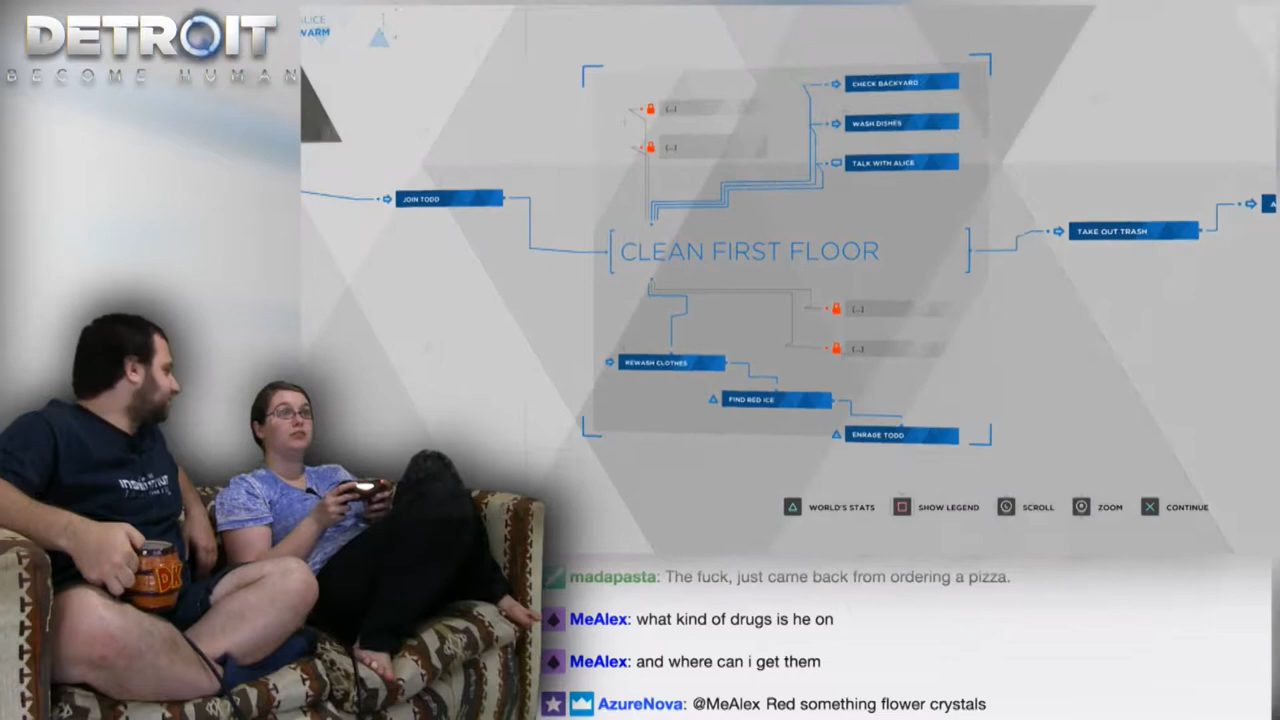 DETROIT
BECOME HUMAN
ALICE
WARM
CHECK BACKYARD
[...]
WASH DISHES
[...]
TALK WITH ALICE
JOIN TODD
CLEAN FIRST FLOOR
TAKE OUT TRASH
A
[...]
[...]
REWASH CLOTHES
FIND RED ICE
ENRAGE TODD
WORLD'S STATS
SHOW LEGEND
SCROLL
ZOOM
CONTINUE
DK
madapasta: The fuck, just came back from ordering a pizza.
MeAlex: what kind of drugs is he on
MeAlex: and where can i get them
AzureNova: @MeAlex Red something flower crystals